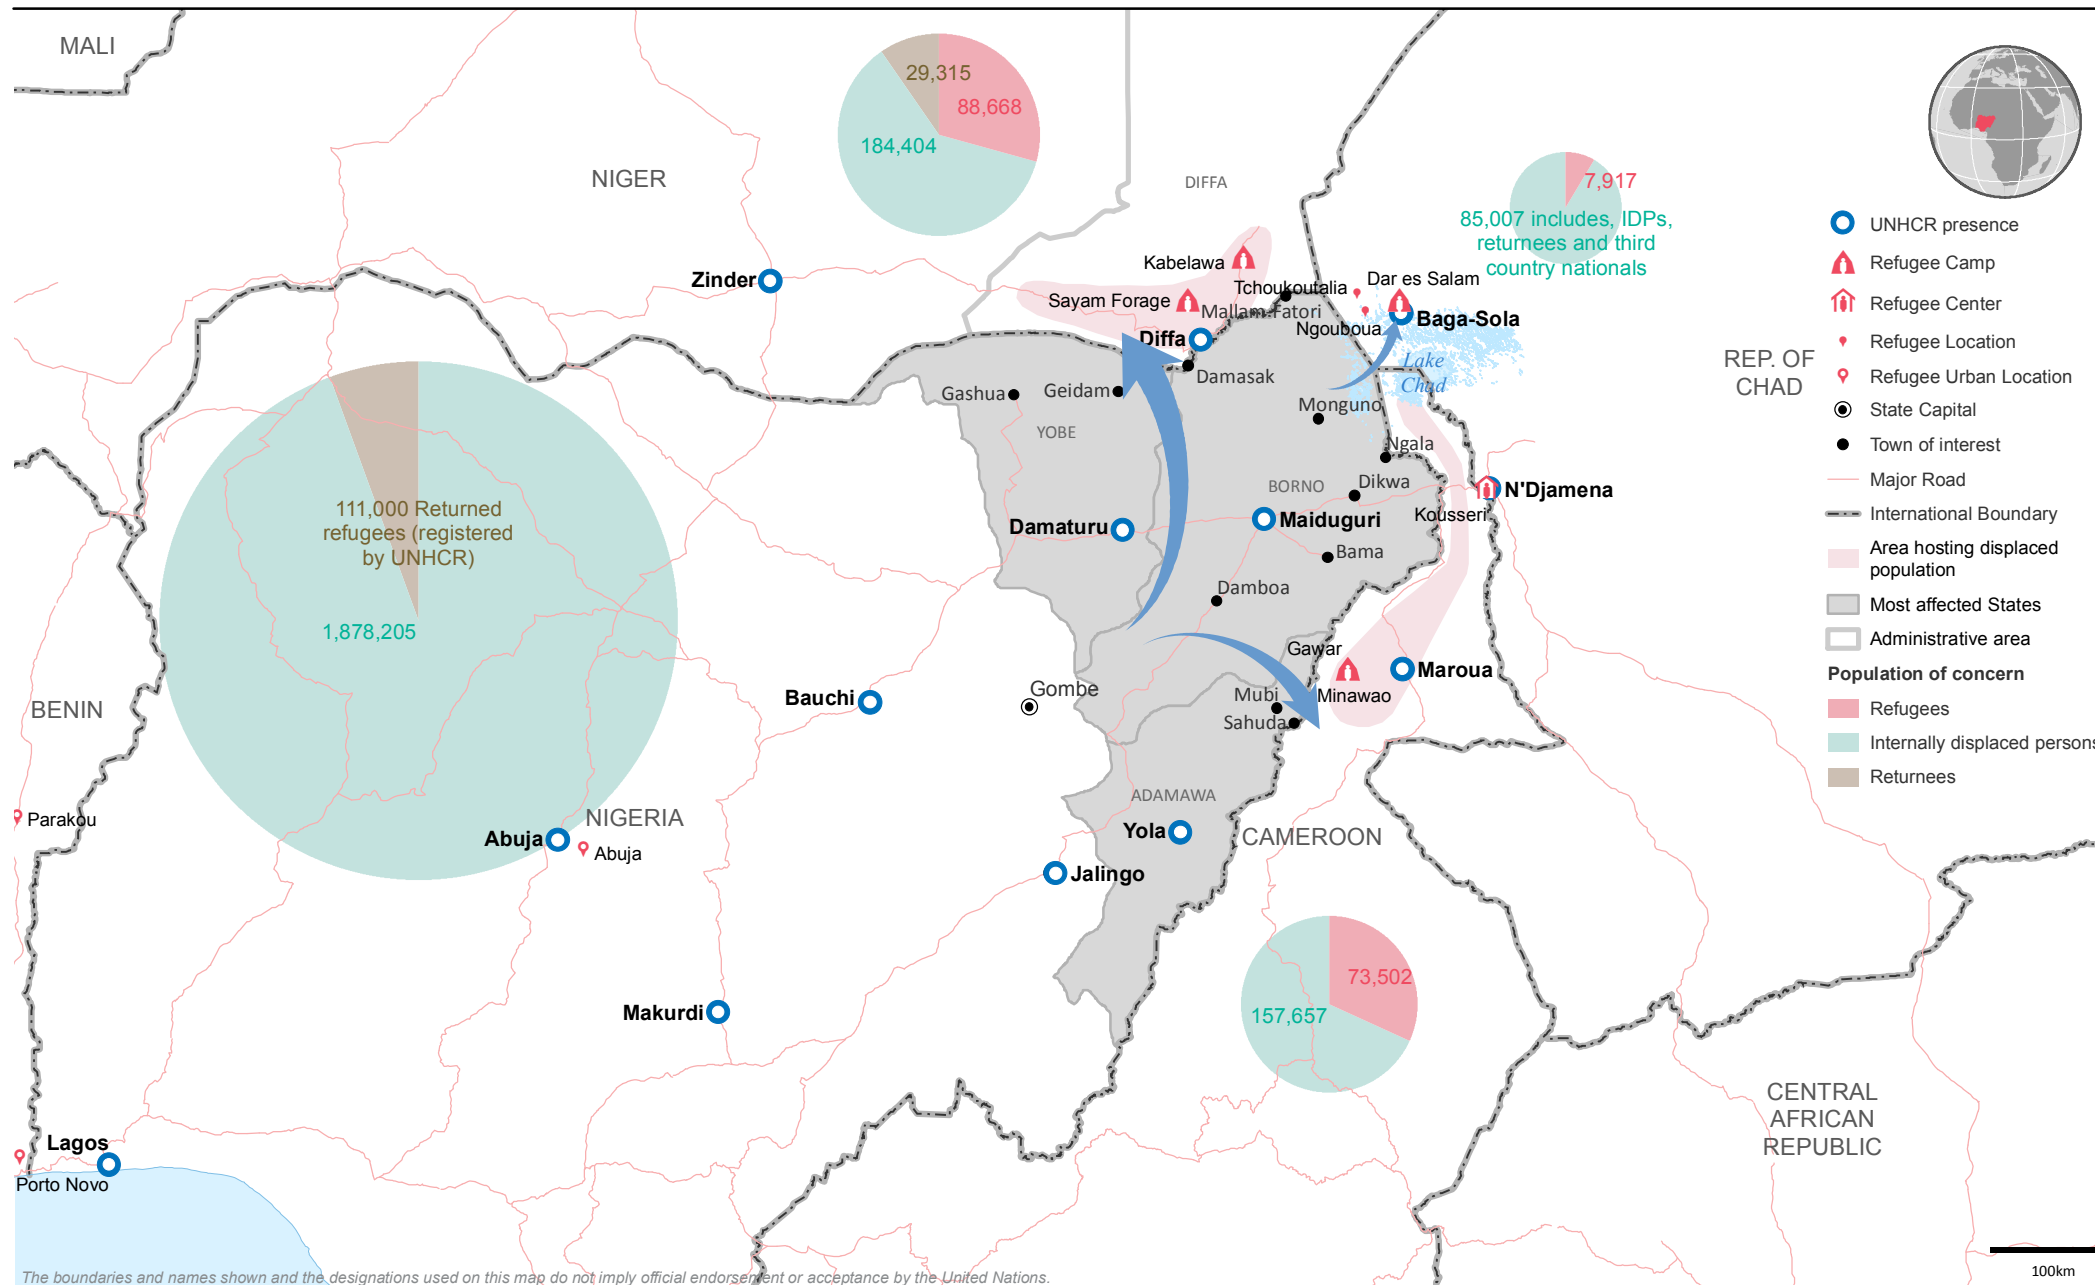 MALI
NIGER
29,315
88,668
184,404
DIFFA
7,917
85,007 includes, IDPs,
returnees and third
country nationals
Zinder
Kabelawa
Sayam Forage
Tchoukoutalia
Dar es Salam
Mallam-Fatori
Ngouboua
Baga-Sola
Diffa
Lake
Chad
REP. OF
CHAD
Damasak
Gashua
Geidam
Monguno
YOBE
Ngala
BORNO
Dikwa
N'Djamena
Kousseri
111,000 Returned
refugees (registered
by UNHCR)
1,878,205
Damaturu
Maiduguri
Bama
Damboa
Gawar
Maroua
Minawao
Mubi
Sahuda
Gombe
Bauchi
BENIN
ADAMAWA
Yola
CAMEROON
Parakou
NIGERIA
Abuja
Abuja
Jalingo
73,502
157,657
Makurdi
CENTRAL
AFRICAN
REPUBLIC
Lagos
Porto Novo
UNHCR presence
Refugee Camp
Refugee Center
Refugee Location
Refugee Urban Location
State Capital
Town of interest
Major Road
International Boundary
Area hosting displaced
population
Most affected States
Administrative area
Population of concern
Refugees
Internally displaced persons
Returnees
100km
The boundaries and names shown and the designations used on this map do not imply official endorsement or acceptance by the United Nations.